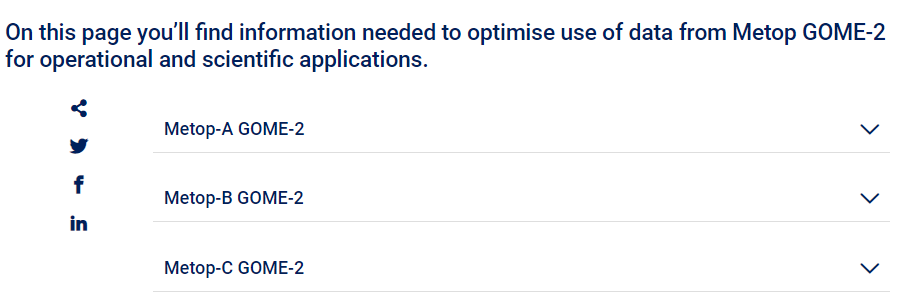 On this page you’ll find information needed to optimise use of data from Metop GOME-2
for operational and scientific applications.
Metop-A GOME-2
Metop-B GOME-2
Metop-C GOME-2